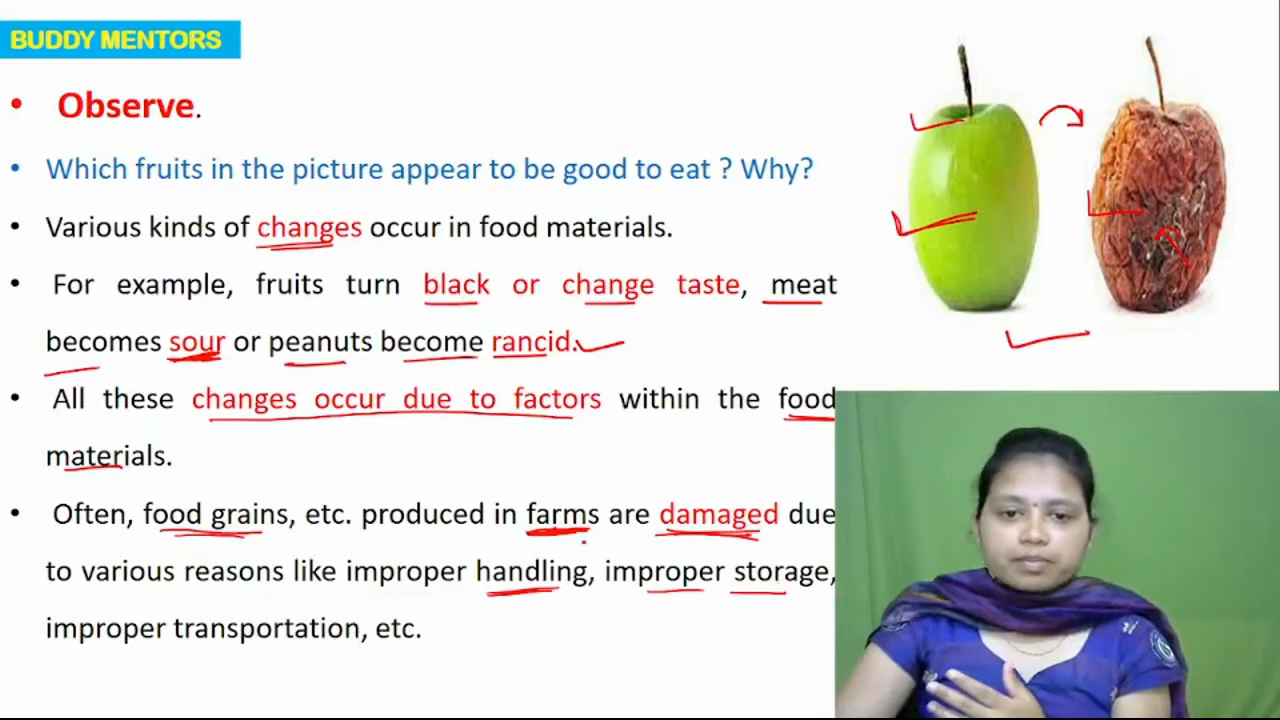 BUDDY MENTORS
• Observe.
• Which fruits in the picture appear to be good to eat ? Why?
• Various kinds of changes occur in food materials.
• For example, fruits turn black or change taste, meat
becomes sour or peanuts become rancid.
• All these changes occur due to factors within the food
materials.
• Often, food grains, etc. produced in farms are damaged due
to various reasons like improper handling, improper storage,
improper transportation, etc.